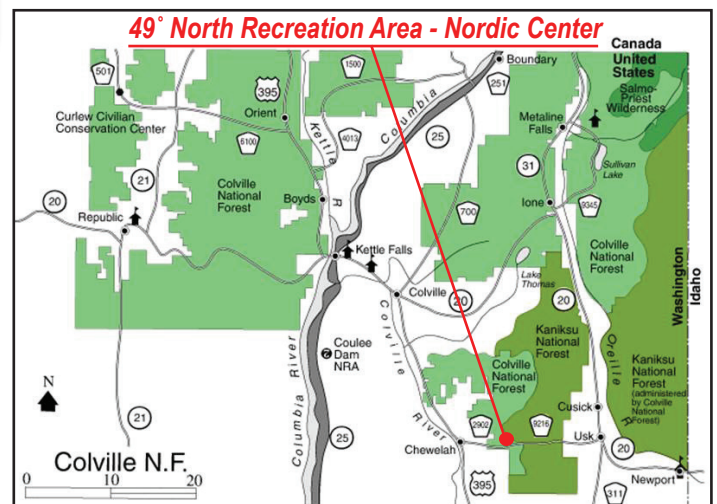 49° North Recreation Area - Nordic Center
Canada
United
States
Boundary
501
1500
395
251
Salmo-
Priest
Wilderness
Curlew Civilian
Conservation Center
Orient
Kettle
R
4013
25
Columbia
Metaline
Falls
6100
Sullivan
Lake
21
31
20
Colville
National
Forest
Boyds
700
Ione
9345
Republic
Kettle Falls
Colville
National
Forest
Lake
Thomas
Washington
Idaho
Colville
20
20
Kaniksu
National
Forest
Coulee
Dam
NRA
Colville
River
Columbia River
Oreille
R
Kaniksu
National
Forest
(administered
by Colville
National
Forest)
Colville
National
Forest
N
21
25
2902
9216
Cusick
Usk
20
Chewelah
Newport
Colville N.F.
0 10 20
395
311